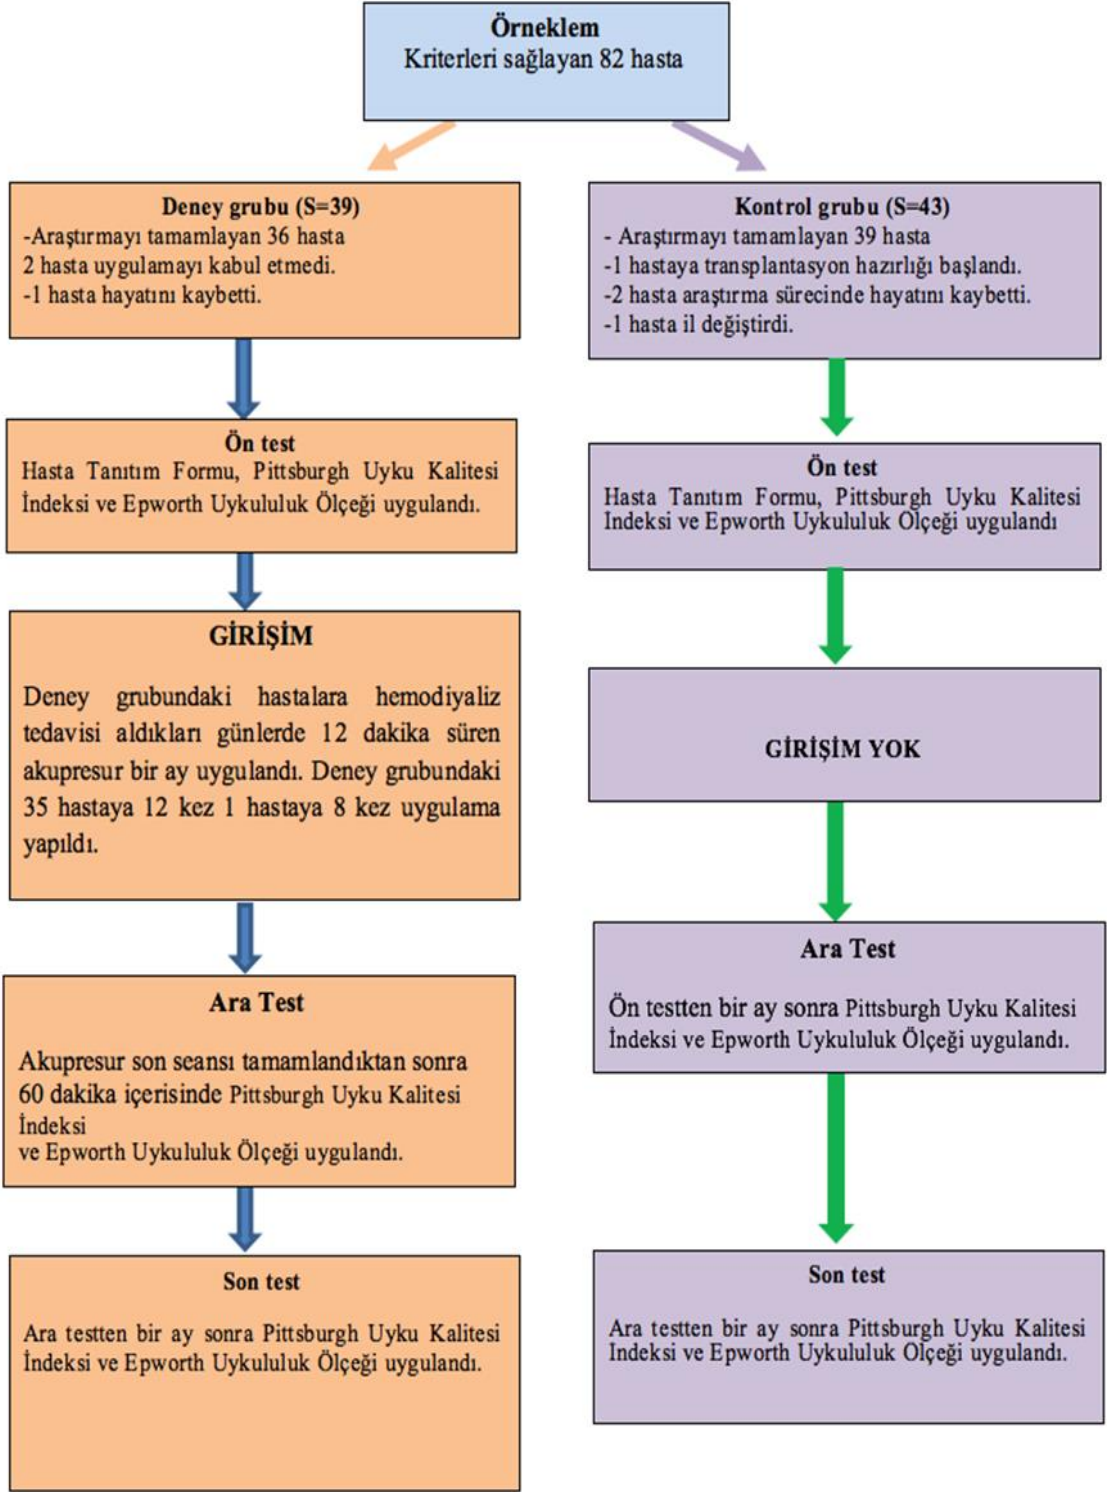 Örneklem
Kriterleri sağlayan 82 hasta
Deney grubu (S=39)
-Araştırmayı tamamlayan 36 hasta
2 hasta uygulamayı kabul etmedi.
-1 hasta hayatını kaybetti.
Kontrol grubu (S=43)
- Araştırmayı tamamlayan 39 hasta
-1 hastaya transplantasyon hazırlığı başlandı.
-2 hasta araştırma sürecinde hayatını kaybetti.
-1 hasta il değiştirdi.
Ön test
Hasta Tanıtım Formu, Pittsburgh Uyku Kalitesi
İndeksi ve Epworth Uykululuk Ölçeği uygulandı.
Ön test
Hasta Tanıtım Formu, Pittsburgh Uyku Kalitesi
İndeksi ve Epworth Uykululuk Ölçeği uygulandı
GİRİŞİM
Deney grubundaki hastalara hemodiyaliz
tedavisi aldıkları günlerde 12 dakika süren
akupresur bir ay uygulandı. Deney grubundaki
35 hastaya 12 kez 1 hastaya 8 kez uygulama
yapıldı.
GİRİŞİM YOK
Ara Test
Akupresur son seansı tamamlandıktan sonra
60 dakika içerisinde Pittsburgh Uyku Kalitesi
İndeksi
ve Epworth Uykululuk Ölçeği uygulandı.
Ara Test
Ön testten bir ay sonra Pittsburgh Uyku Kalitesi
İndeksi ve Epworth Uykululuk Ölçeği uygulandı.
Son test
Ara testten bir ay sonra Pittsburgh Uyku Kalitesi
İndeksi ve Epworth Uykululuk Ölçeği uygulandı.
Son test
Ara testten bir ay sonra Pittsburgh Uyku Kalitesi
İndeksi ve Epworth Uykululuk Ölçeği uygulandı.